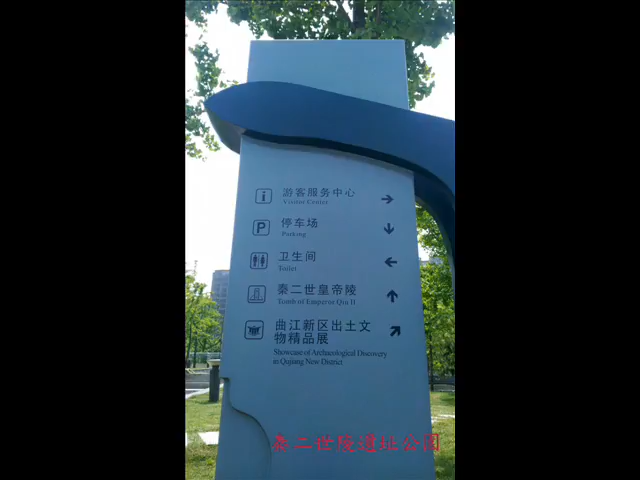 游客服务中心
Visitor Center
P
停车场
Parking
卫生间
Toilet
秦二世皇帝陵
Tomb of Emperor Qin II
曲江新区出土文
物精品展
Showcase of Archaeological Discovery
in Qujiang New District
秦二世陵遗址公园